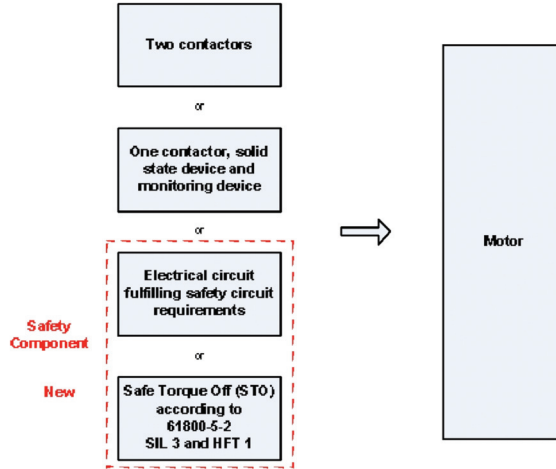 Two contactors
or
One contactor, solid
state device and
monitoring device
or
Electrical circuit
fulfilling safety circuit
requirements
Safety
Component
or
New
Safe Torque Off (STO)
according to
61800-5-2
SIL 3 and HFT 1
Motor